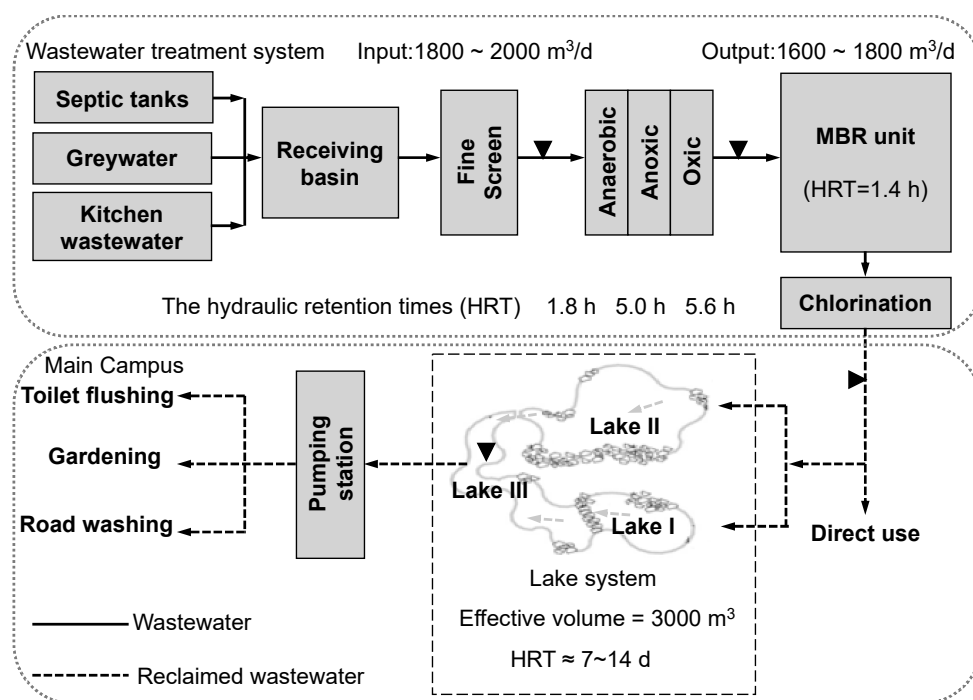 Wastewater treatment system
Input:1800 ~ 2000 m³/d
Output:1600 ~ 1800 m³/d
Septic tanks
Greywater
Kitchen
wastewater
Receiving
basin
Fine
Screen
Anaerobic
Anoxic
Oxic
MBR unit
(HRT=1.4 h)
The hydraulic retention times (HRT)
1.8 h
5.0 h
5.6 h
Chlorination
Main Campus
Toilet flushing
Gardening
Road washing
Pumping
station
Lake II
Lake III
Lake I
Direct use
Lake system
Effective volume = 3000 m³
HRT ≈ 7~14 d
Wastewater
Reclaimed wastewater